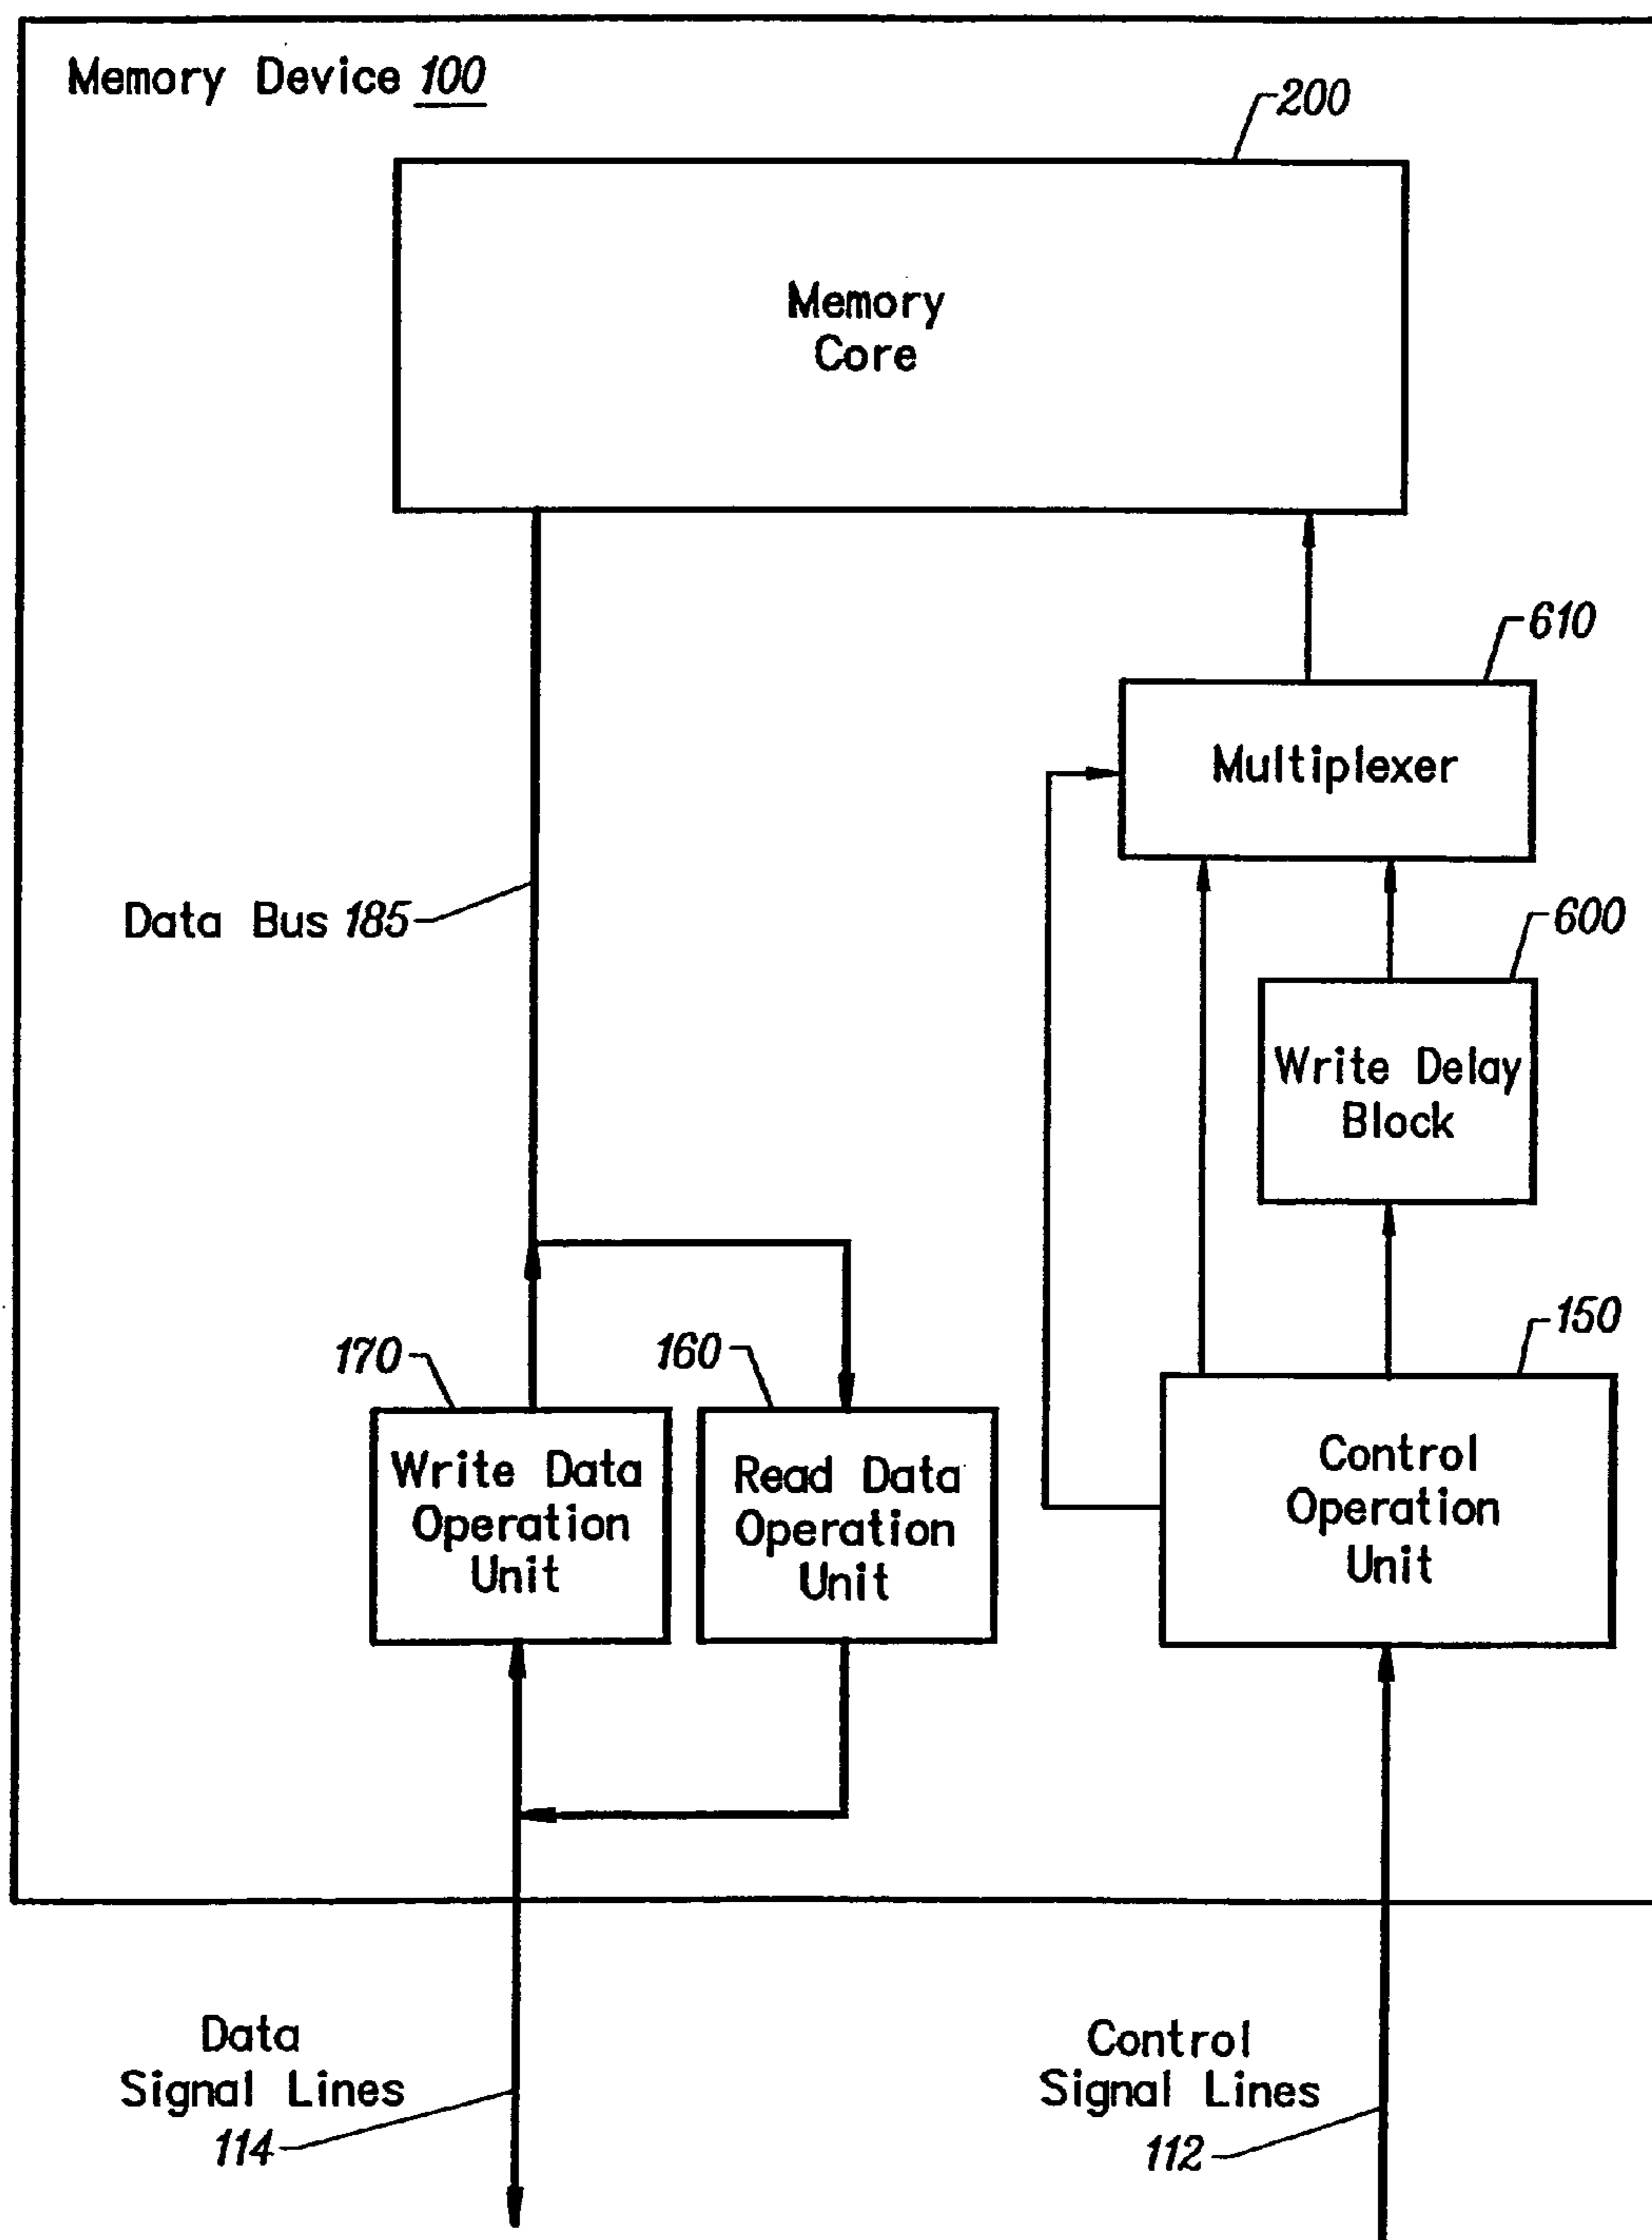 Memory Device 100
200
Memory
Core
610
Multiplexer
Data Bus 185
600
Write Delay
Block
150
170
160
Write Data
Operation
Unit
Read Data
Operation
Unit
Control
Operation
Unit
Data
Signal Lines
114
Control
Signal Lines
112